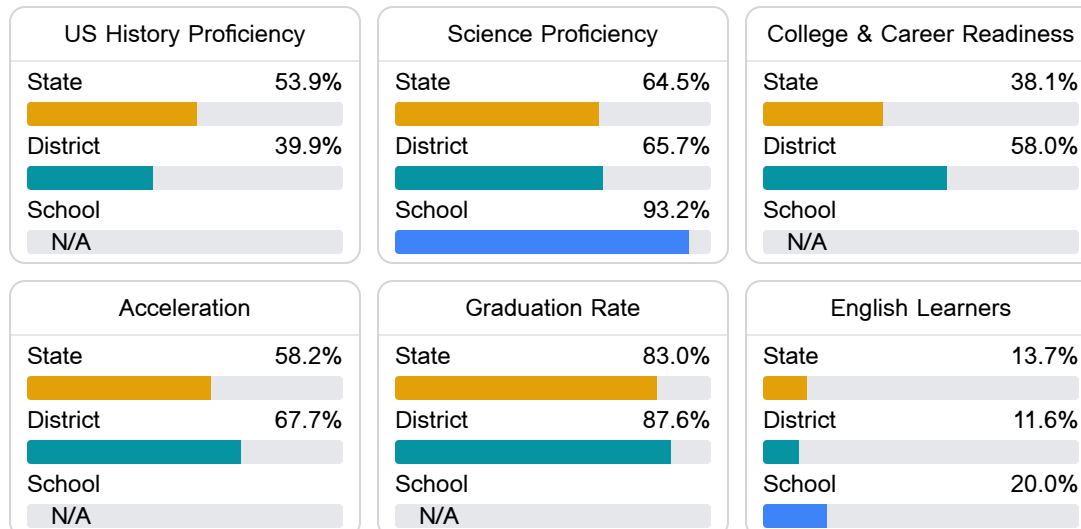 US History Proficiency
State 53.9%
District 39.9%
School
N/A
Science Proficiency
State 64.5%
District 65.7%
School 93.2%
College & Career Readiness
State 38.1%
District 58.0%
School
N/A
Acceleration
State 58.2%
District 67.7%
School
N/A
Graduation Rate
State 83.0%
District 87.6%
School
N/A
English Learners
State 13.7%
District 11.6%
School 20.0%